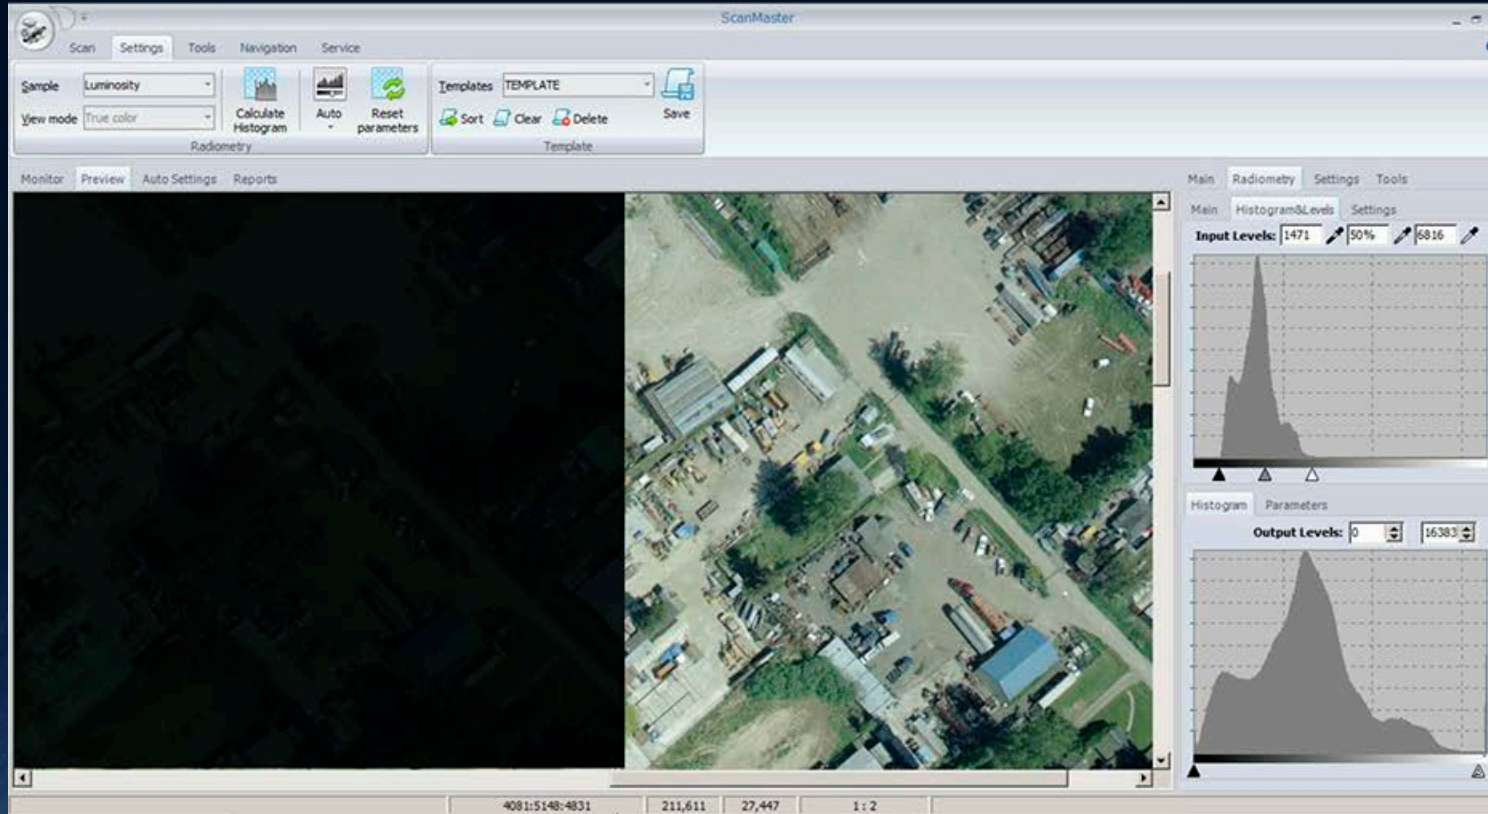 ScanMaster
Scan Settings Tools Navigation Service
Sample Luminosity
View mode True color
Calculate Histogram
Auto
Reset parameters
Radiometry
Templates TEMPLATE
Sort Clear Delete
Save
Template
Monitor Preview Auto Settings Reports
Main Radiometry Settings Tools
Main Histogram&Levels Settings
Input Levels: 1471 50% 6816
Histogram Parameters
Output Levels: 0 16383
4081:5148:4831 211,611 27,447 1 : 2